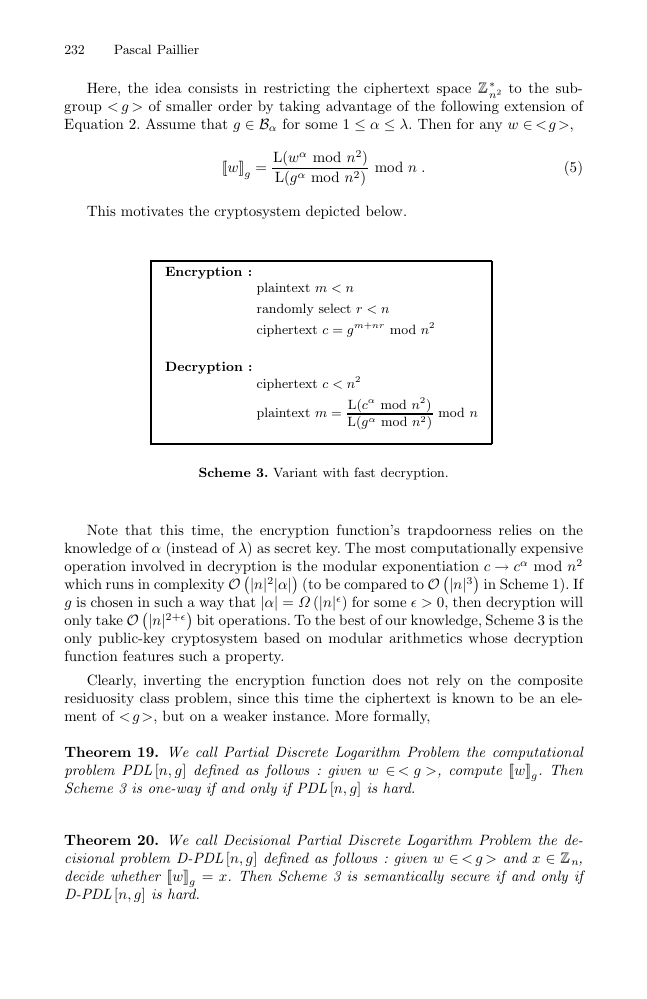 232 Pascal Paillier
Here, the idea consists in restricting the ciphertext space ℤ*_{n²} to the sub-
group <g> of smaller order by taking advantage of the following extension of
Equation 2. Assume that g ∈ 𝓑_α for some 1 ≤ α ≤ λ. Then for any w ∈<g>,
⟦w⟧_g = L(w^α mod n²) / L(g^α mod n²) mod n . (5)
This motivates the cryptosystem depicted below.
Encryption :
plaintext m < n
randomly select r < n
ciphertext c = g^{m+nr} mod n²
Decryption :
ciphertext c < n²
plaintext m = L(c^α mod n²) / L(g^α mod n²) mod n
Scheme 3. Variant with fast decryption.
Note that this time, the encryption function's trapdoorness relies on the
knowledge of α (instead of λ) as secret key. The most computationally expensive
operation involved in decryption is the modular exponentiation c → c^α mod n²
which runs in complexity 𝒪(|n|²|α|) (to be compared to 𝒪(|n|³) in Scheme 1). If
g is chosen in such a way that |α| = Ω(|n|^ε) for some ε > 0, then decryption will
only take 𝒪(|n|^{2+ε}) bit operations. To the best of our knowledge, Scheme 3 is the
only public-key cryptosystem based on modular arithmetics whose decryption
function features such a property.
Clearly, inverting the encryption function does not rely on the composite
residuosity class problem, since this time the ciphertext is known to be an ele-
ment of <g>, but on a weaker instance. More formally,
Theorem 19. We call Partial Discrete Logarithm Problem the computational
problem PDL[n, g] defined as follows : given w ∈< g >, compute ⟦w⟧_g. Then
Scheme 3 is one-way if and only if PDL[n, g] is hard.
Theorem 20. We call Decisional Partial Discrete Logarithm Problem the de-
cisional problem D-PDL[n, g] defined as follows : given w ∈<g> and x ∈ ℤ_n,
decide whether ⟦w⟧_g = x. Then Scheme 3 is semantically secure if and only if
D-PDL[n, g] is hard.